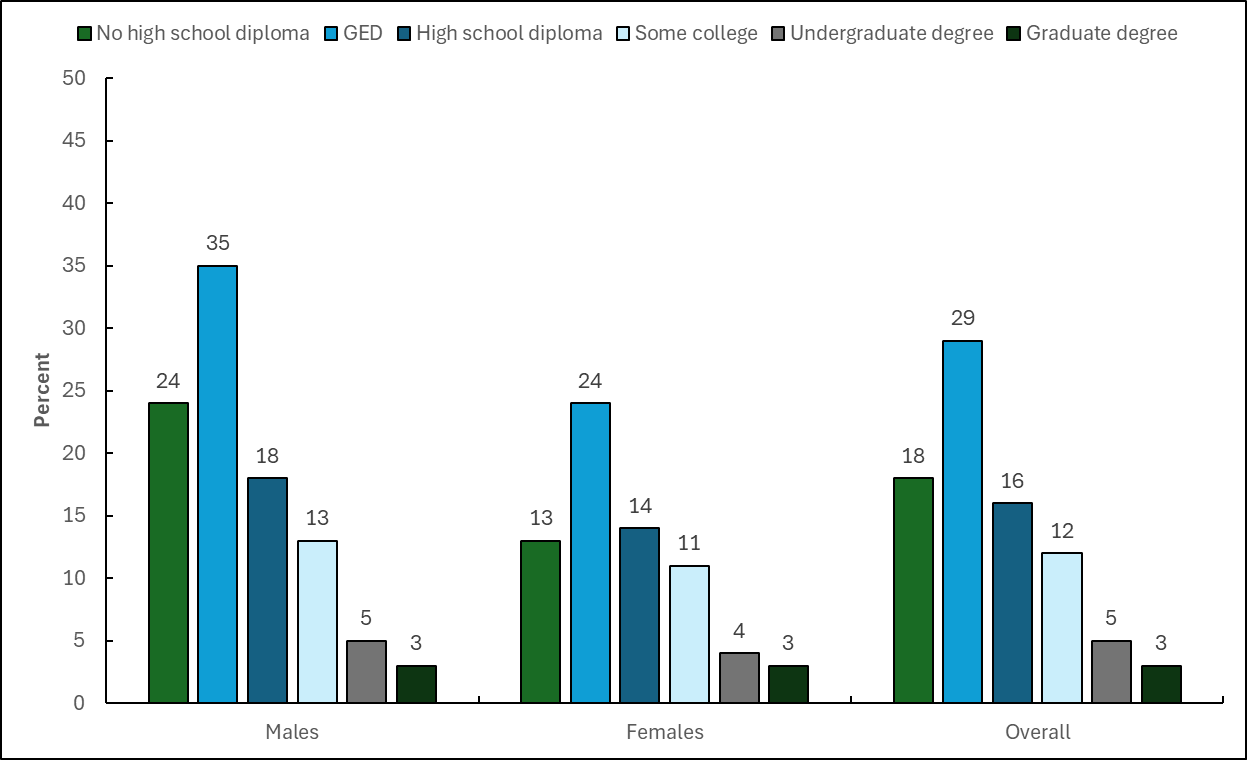 No high school diploma GED High school diploma Some college Undergraduate degree Graduate degree
50
45
40
35
30
25
20
15
10
5
0
Percent
24 35 18 13 5 3
13 24 14 11 4 3
18 29 16 12 5 3
Males Females Overall